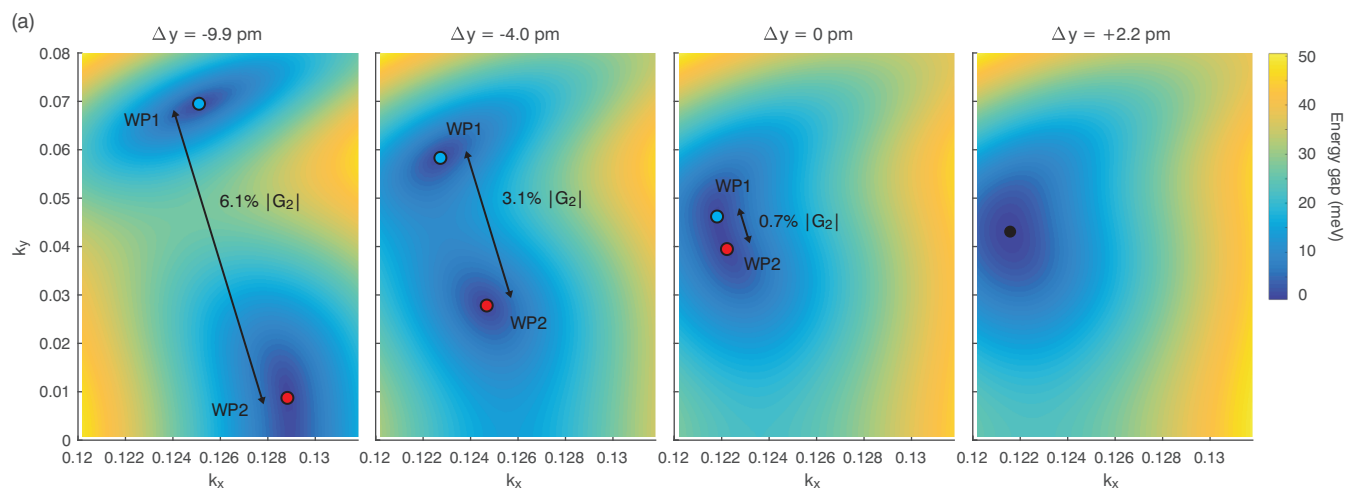 (a)
Δy = -9.9 pm
Δy = -4.0 pm
Δy = 0 pm
Δy = +2.2 pm
0.08
0.07
0.06
0.05
0.04
0.03
0.02
0.01
0
k_y
WP1
6.1% |G₂|
WP2
WP1
3.1% |G₂|
WP2
WP1
0.7% |G₂|
WP2
50
40
30
20
10
0
Energy gap (meV)
0.12 0.122 0.124 0.126 0.128 0.13
0.12 0.122 0.124 0.126 0.128 0.13
0.12 0.122 0.124 0.126 0.128 0.13
0.12 0.122 0.124 0.126 0.128 0.13
k_x
k_x
k_x
k_x